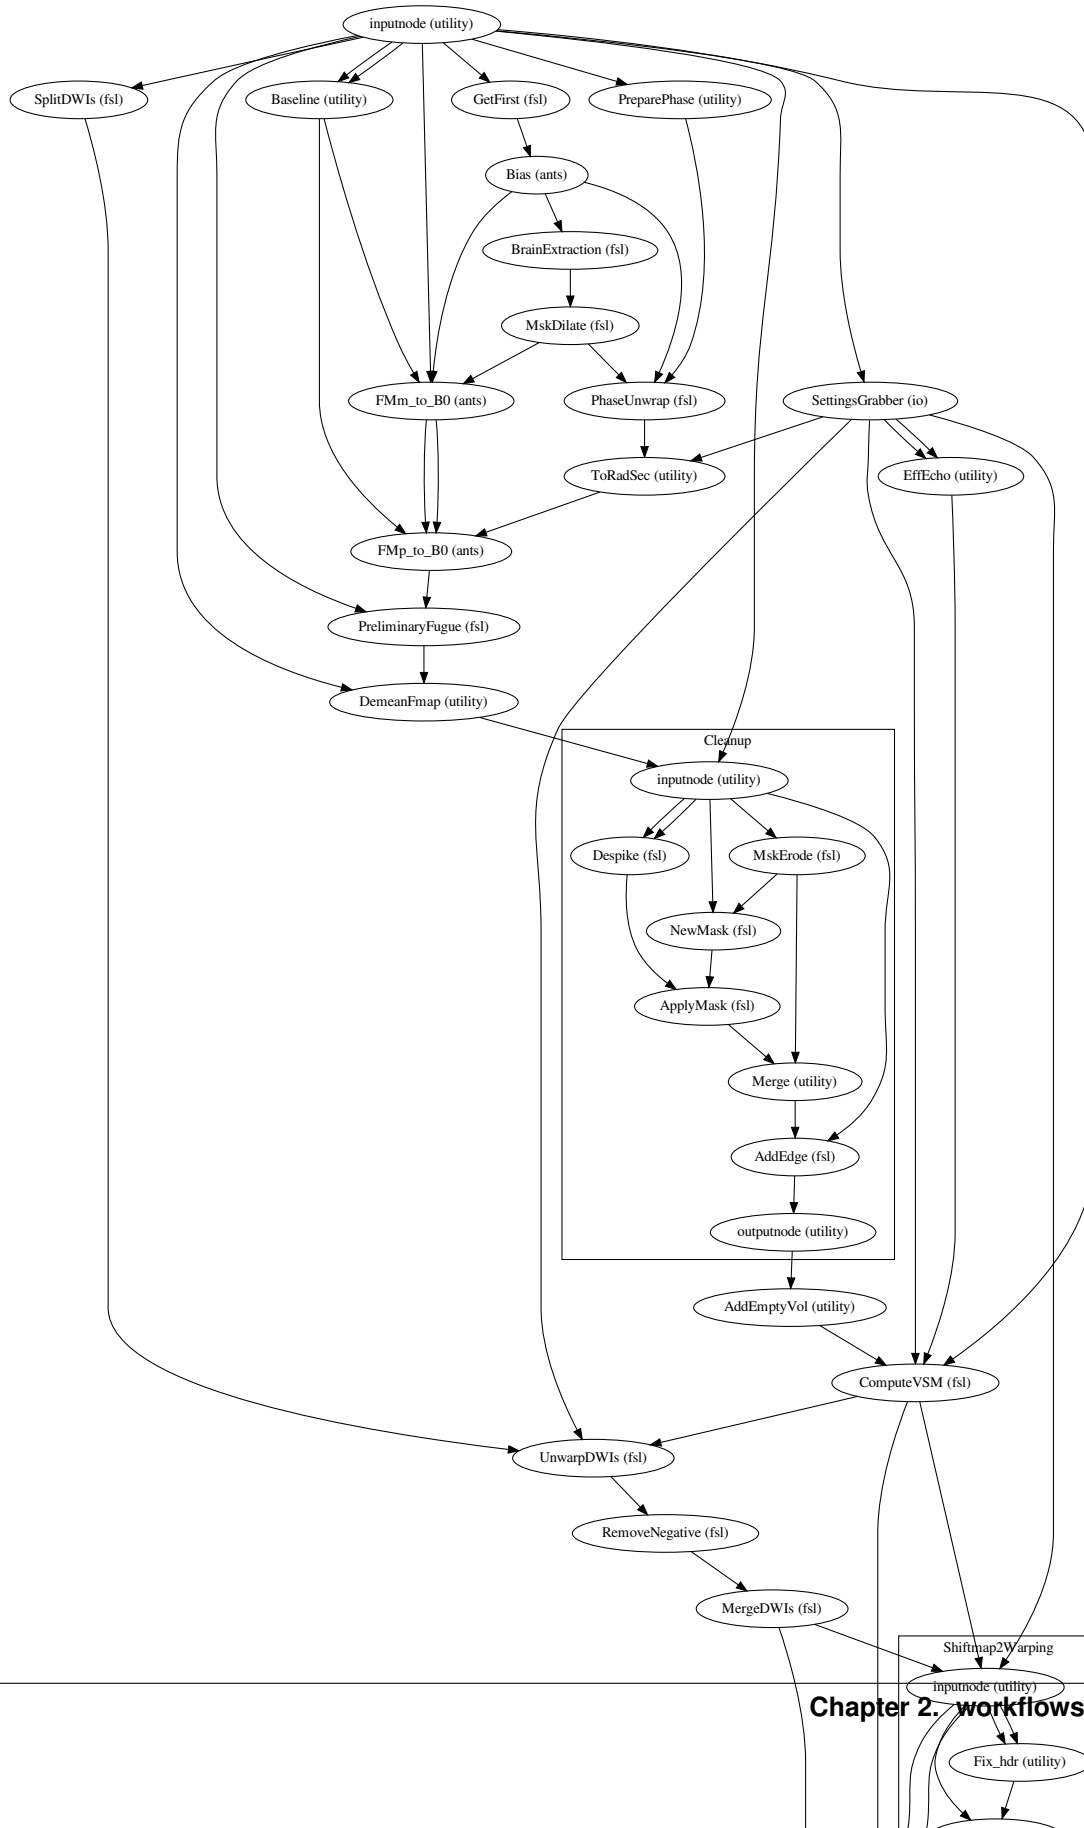 inputnode (utility)
SplitDWIs (fsl)
Baseline (utility)
GetFirst (fsl)
PreparePhase (utility)
Bias (ants)
BrainExtraction (fsl)
MskDilate (fsl)
FMm_to_B0 (ants)
PhaseUnwrap (fsl)
SettingsGrabber (io)
ToRadSec (utility)
EffEcho (utility)
FMp_to_B0 (ants)
PreliminaryFugue (fsl)
DemeanFmap (utility)
Cleanup
inputnode (utility)
Despike (fsl)
MskErode (fsl)
NewMask (fsl)
ApplyMask (fsl)
Merge (utility)
AddEdge (fsl)
outputnode (utility)
AddEmptyVol (utility)
ComputeVSM (fsl)
UnwarpDWIs (fsl)
RemoveNegative (fsl)
MergeDWIs (fsl)
Shiftmap2Warping
inputnode (utility)
Chapter 2. workflows
Fix_hdr (utility)